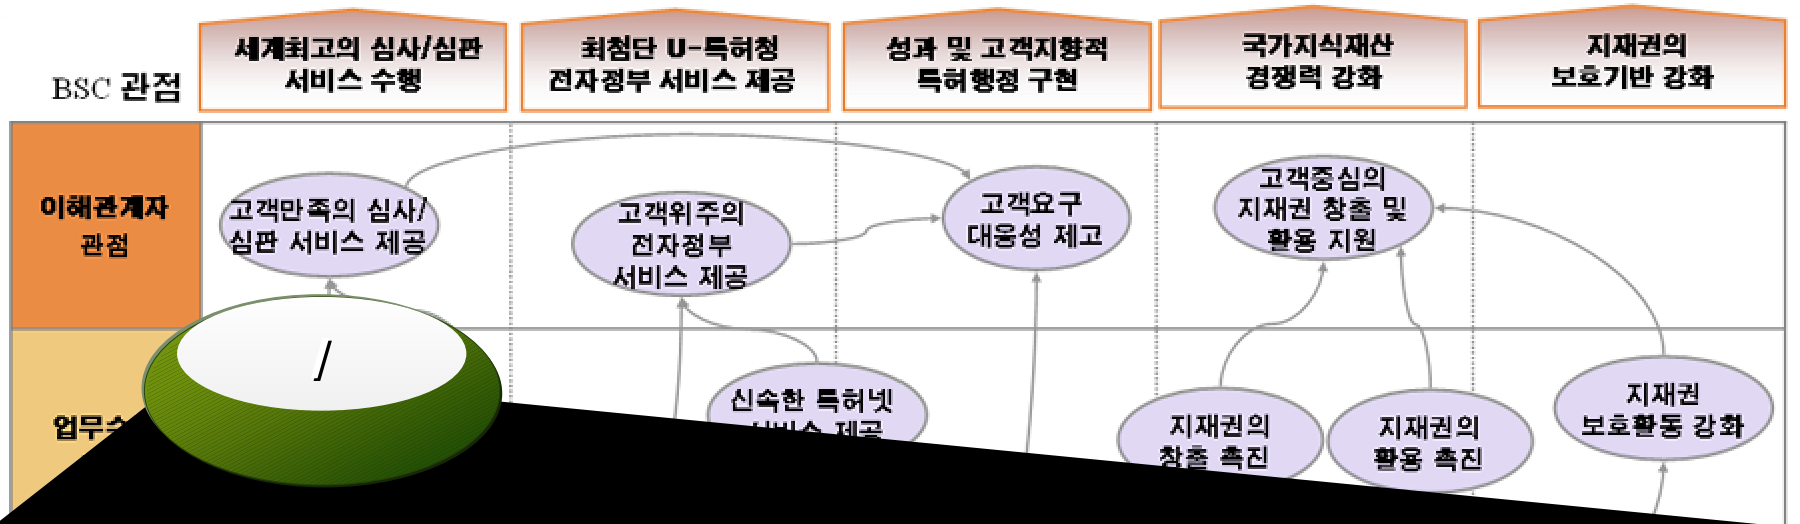 세계최고의 심사/심판
서비스 수행
최첨단 U-특허청
전자정부 서비스 제공
성과 및 고객지향적
특허행정 구현
국가지식재산
경쟁력 강화
지재권의
보호기반 강화
BSC 관점
이해관계자
관점
고객만족의 심사/
심판 서비스 제공
고객위주의
전자정부
서비스 제공
고객요구
대응성 제고
고객중심의
지재권 창출 및
활용 지원
/
업무수
신속한 특허넷
서비스 제공
지재권의
창출 촉진
지재권의
활용 촉진
지재권
보호활동 강화